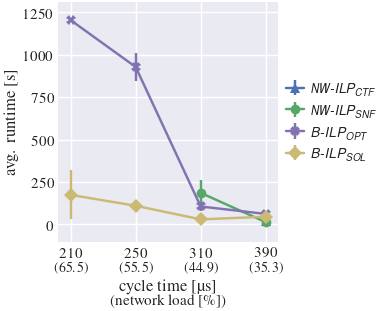 1250
1000
750
500
250
0
avg. runtime [s]
210 250 310 390
(65.5) (55.5) (44.9) (35.3)
cycle time [µs]
(network load [%])
NW-ILP_CTF
NW-ILP_SNF
B-ILP_OPT
B-ILP_SOL